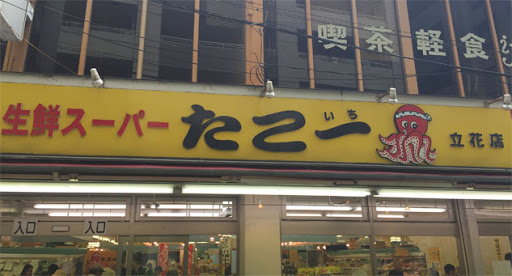 喫茶軽食
生鮮スーパー たこ一 いち 立花店
入口 入口